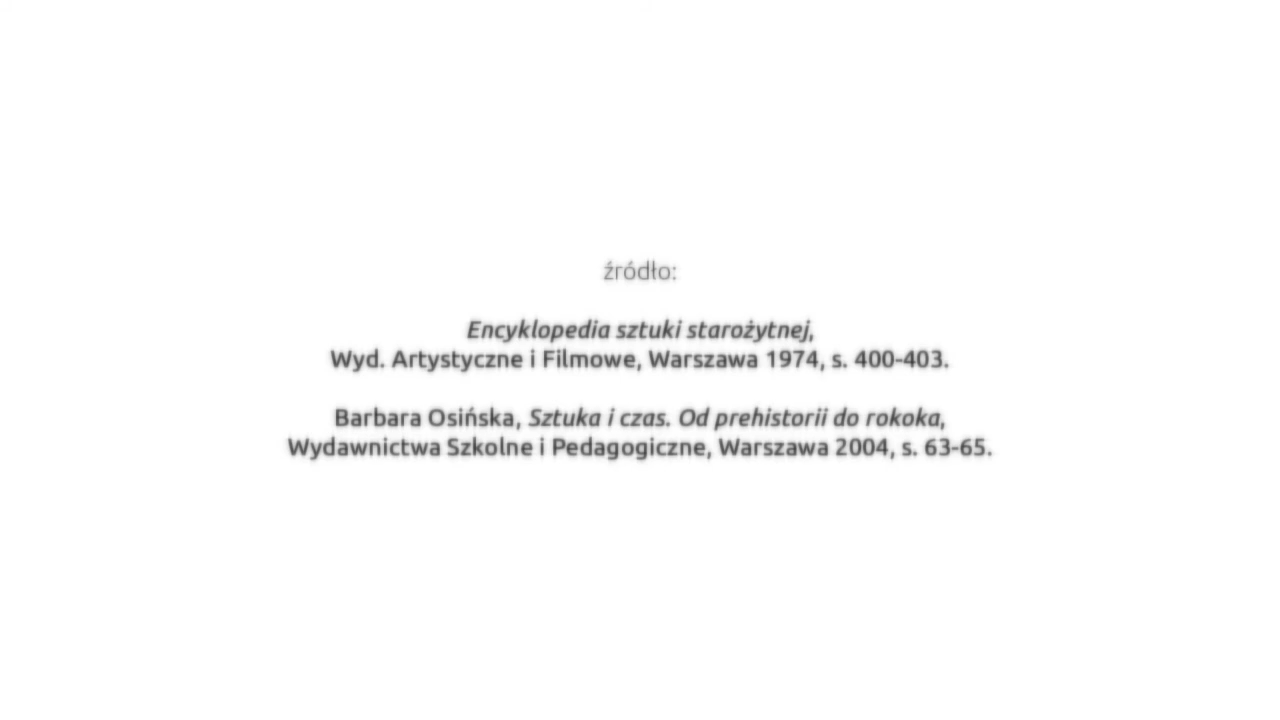 źródło:
Encyklopedia sztuki starożytnej,
Wyd. Artystyczne i Filmowe, Warszawa 1974, s. 400-403.
Barbara Osińska, Sztuka i czas. Od prehistorii do rokoka,
Wydawnictwa Szkolne i Pedagogiczne, Warszawa 2004, s. 63-65.